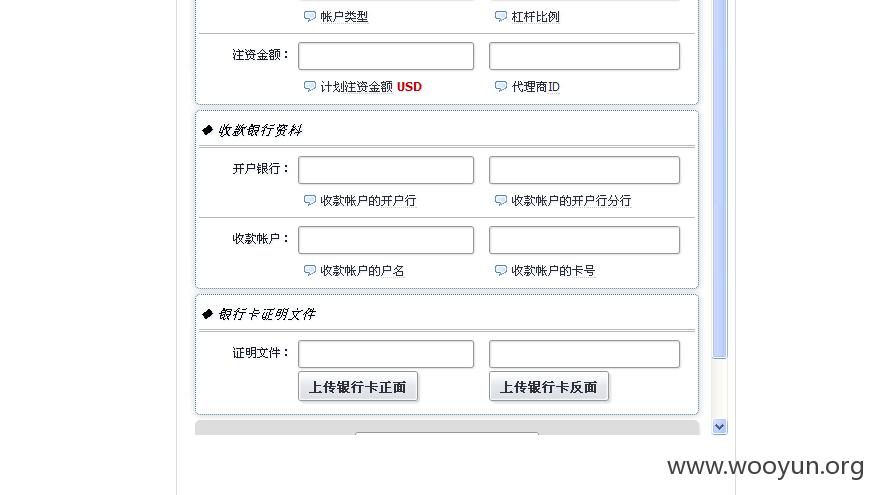 帐户类型 杠杆比例
注资金额：
计划注资金额 USD 代理商ID
◆ 收款银行资料
开户银行：
收款帐户的开户行 收款帐户的开户行分行
收款帐户：
收款帐户的户名 收款帐户的卡号
◆ 银行卡证明文件
证明文件：
上传银行卡正面 上传银行卡反面
www.wooyun.org